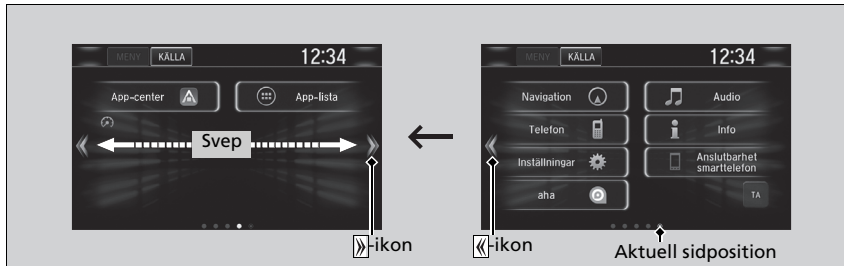 MENY KÄLLA 12:34
App-center App-lista
Svep
»-ikon
MENY KÄLLA 12:34
Navigation Audio
Telefon Info
Inställningar Anslutbarhet
smarttelefon
aha TA
«-ikon
Aktuell sidposition